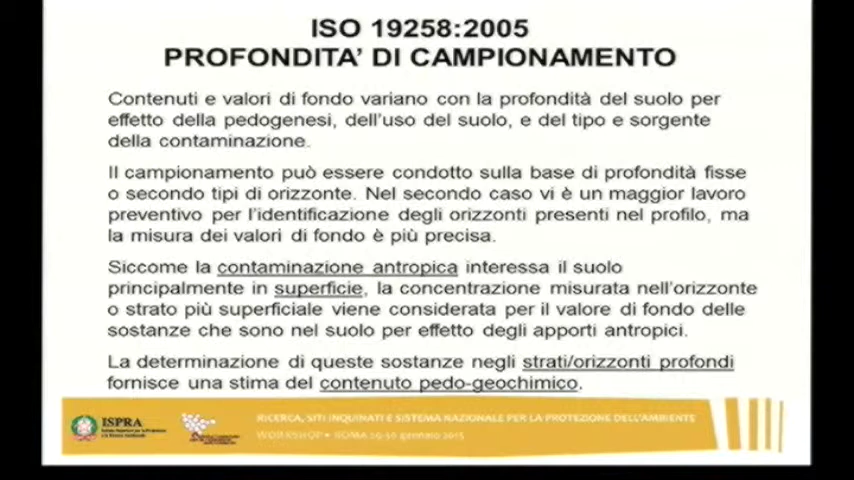 ISO 19258:2005
PROFONDITA' DI CAMPIONAMENTO
Contenuti e valori di fondo variano con la profondità del suolo per
effetto della pedogenesi, dell'uso del suolo, e del tipo e sorgente
della contaminazione.
Il campionamento può essere condotto sulla base di profondità fisse
o secondo tipi di orizzonte. Nel secondo caso vi è un maggior lavoro
preventivo per l'identificazione degli orizzonti presenti nel profilo, ma
la misura dei valori di fondo è più precisa.
Siccome la contaminazione antropica interessa il suolo
principalmente in superficie, la concentrazione misurata nell'orizzonte
o strato più superficiale viene considerata per il valore di fondo delle
sostanze che sono nel suolo per effetto degli apporti antropici.
La determinazione di queste sostanze negli strati/orizzonti profondi
fornisce una stima del contenuto pedo-geochimico.
ISPRA
RICERCA, SITI INQUINATI E SISTEMA NAZIONALE PER LA PROTEZIONE DELL'AMBIENTE
WORKSHOP • ROMA gennaio 2015